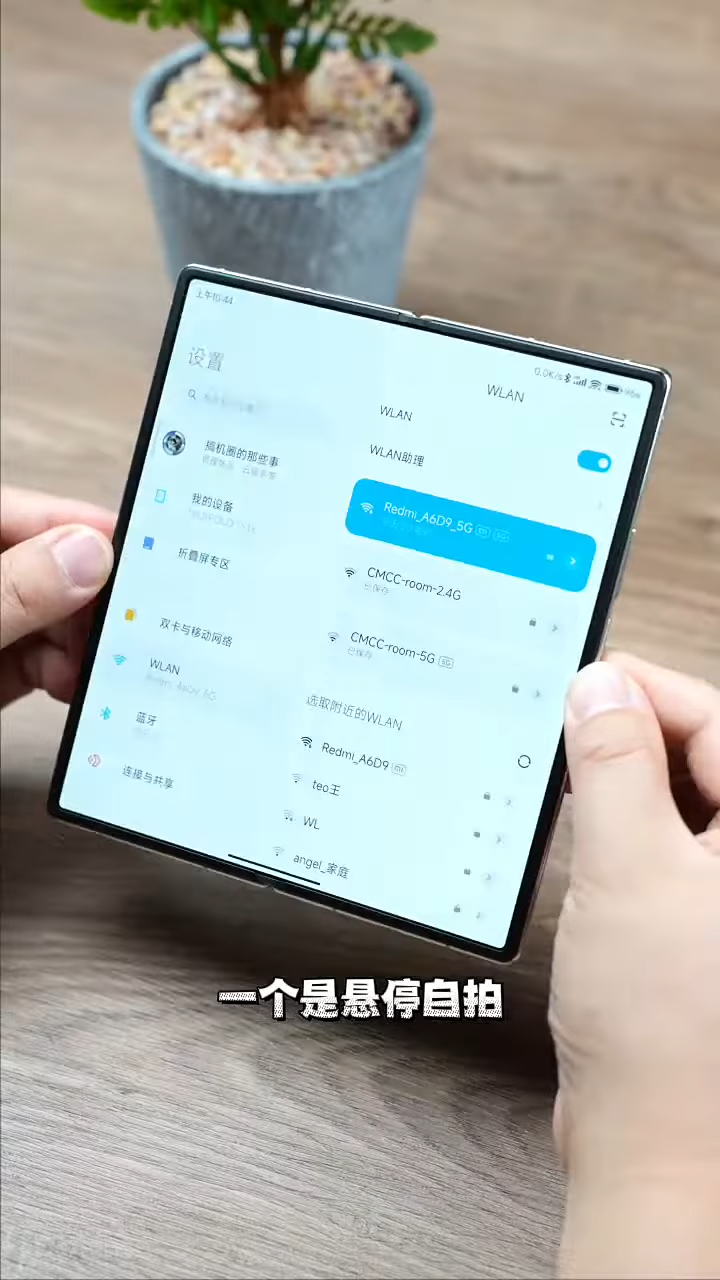 上午10:44
0.0K/s
设置
搞机圈的那些事
我的设备
折叠屏专区
双卡与移动网络
WLAN
蓝牙
连接与共享
WLAN
WLAN
WLAN助理
Redmi_A6D9_5G
CMCC-room-2.4G
已保存
CMCC-room-5G 5G
已保存
选取附近的WLAN
Redmi_A6D9
teo王
WL
angel_家庭
一个是悬停自拍